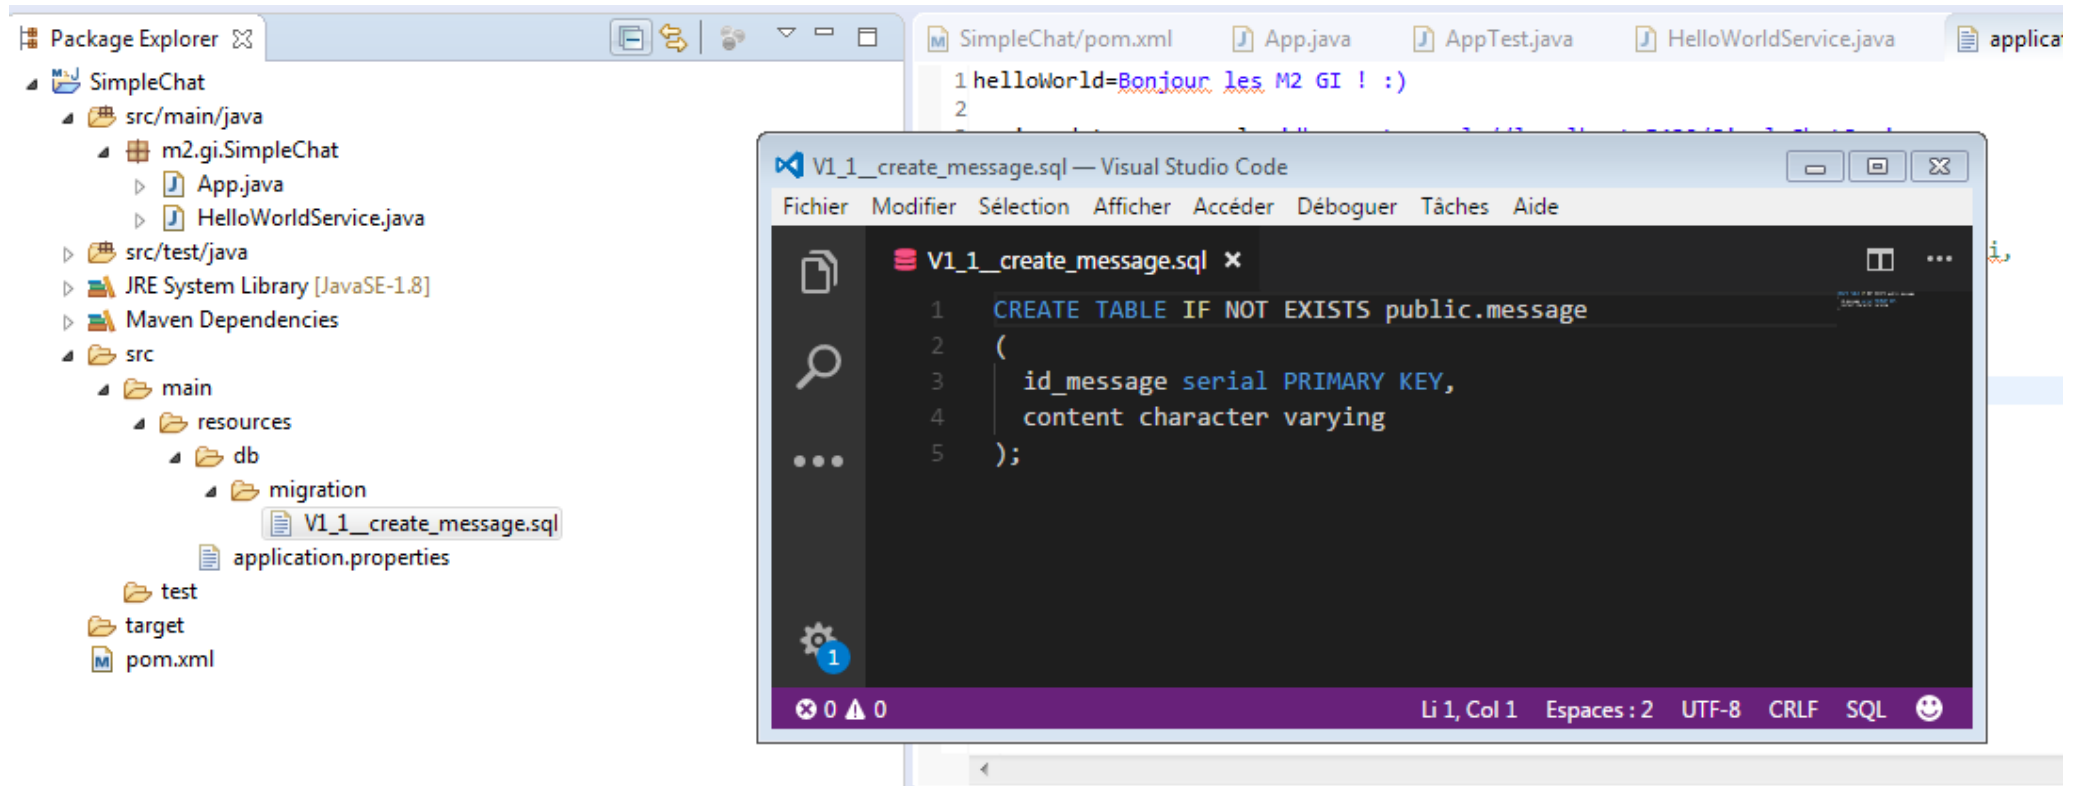 Package Explorer
SimpleChat
src/main/java
m2.gi.SimpleChat
App.java
HelloWorldService.java
src/test/java
JRE System Library [JavaSE-1.8]
Maven Dependencies
src
main
resources
db
migration
V1_1__create_message.sql
application.properties
test
target
pom.xml
SimpleChat/pom.xml App.java AppTest.java HelloWorldService.java applica
1 helloWorld=Bonjour les M2 GI ! :)
2
i,
V1_1__create_message.sql — Visual Studio Code
Fichier Modifier Sélection Afficher Accéder Déboguer Tâches Aide
V1_1__create_message.sql
1 CREATE TABLE IF NOT EXISTS public.message
2 (
3 id_message serial PRIMARY KEY,
4 content character varying
5 );
1
0 0 Li 1, Col 1 Espaces : 2 UTF-8 CRLF SQL